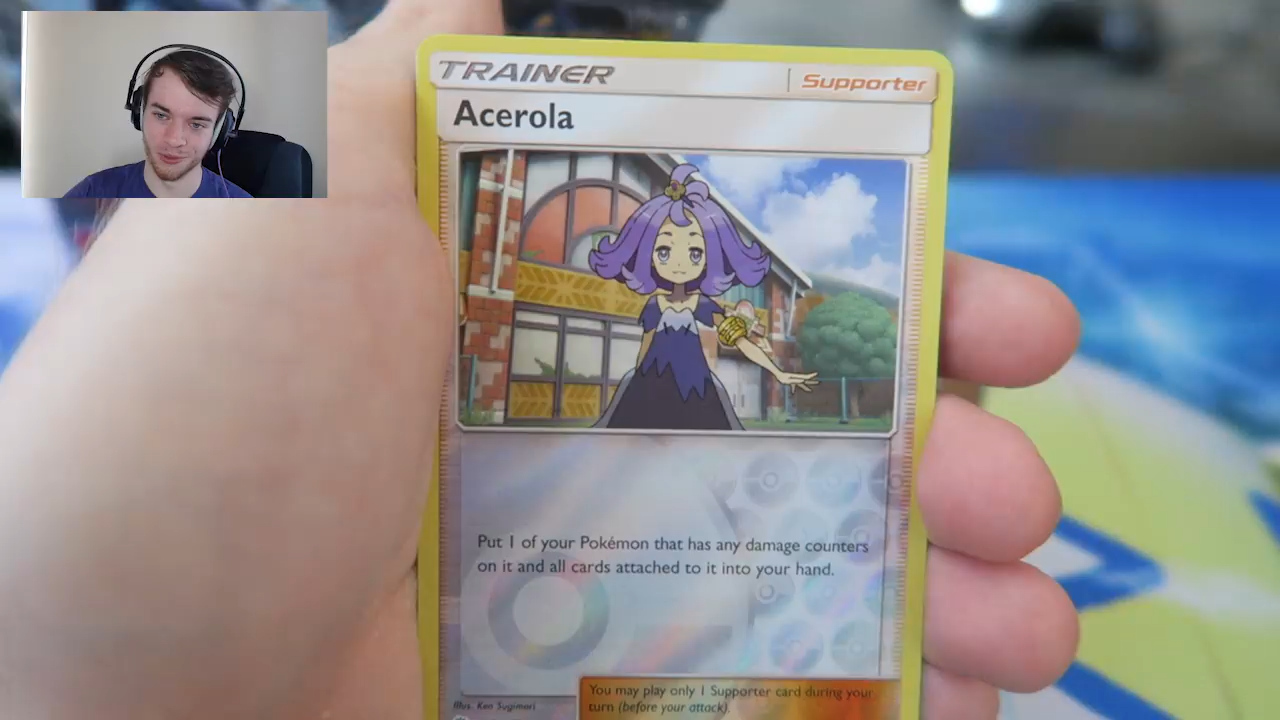 TRAINER
Supporter
Acerola
Put 1 of your Pokémon that has any damage counters
on it and all cards attached to it into your hand.
You may play only 1 Supporter card during your
turn (before your attack).
Illus. Ken Sugimori